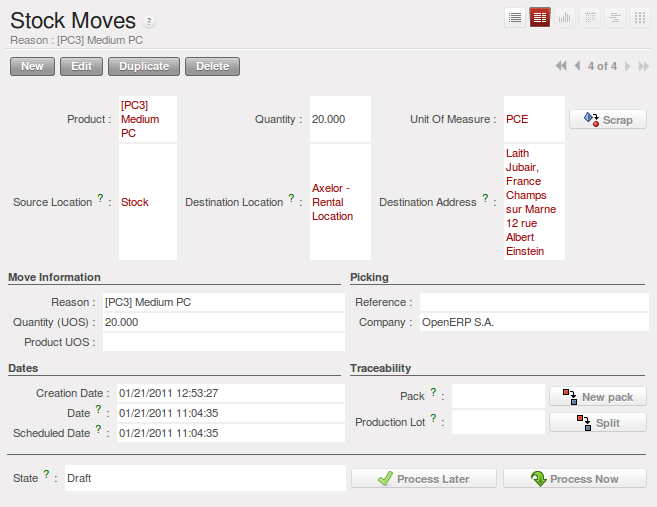 Stock Moves ?
Reason : [PC3] Medium PC
New Edit Duplicate Delete 4 of 4
Product : [PC3] Medium PC Quantity : 20.000 Unit Of Measure : PCE Scrap
Source Location ? : Stock Destination Location ? : Axelor - Rental Location Destination Address ? : Laith Jubair, France Champs sur Marne 12 rue Albert Einstein
Move Information Picking
Reason : [PC3] Medium PC Reference :
Quantity (UOS) : 20.000 Company : OpenERP S.A.
Product UOS :
Dates Traceability
Creation Date : 01/21/2011 12:53:27 Pack ? : New pack
Date ? : 01/21/2011 11:04:35 Production Lot ? : Split
Scheduled Date ? : 01/21/2011 11:04:35
State ? : Draft Process Later Process Now